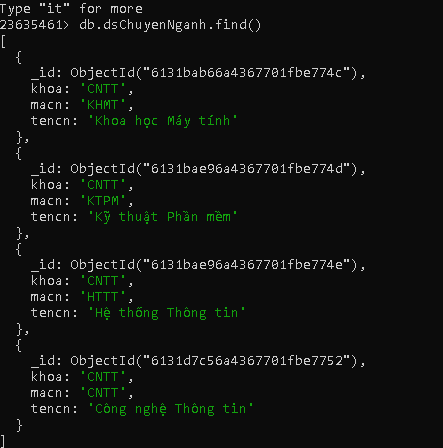 Type "it" for more
23635461> db.dsChuyenNganh.find()
[
  {
    _id: ObjectId("6131bab66a4367701fbe774c"),
    khoa: 'CNTT',
    macn: 'KHMT',
    tencn: 'Khoa học Máy tính'
  },
  {
    _id: ObjectId("6131bae96a4367701fbe774d"),
    khoa: 'CNTT',
    macn: 'KTPM',
    tencn: 'Kỹ thuật Phần mềm'
  },
  {
    _id: ObjectId("6131bae96a4367701fbe774e"),
    khoa: 'CNTT',
    macn: 'HTTT',
    tencn: 'Hệ thống Thông tin'
  },
  {
    _id: ObjectId("6131d7c56a4367701fbe7752"),
    khoa: 'CNTT',
    macn: 'CNTT',
    tencn: 'Công nghệ Thông tin'
  }
]